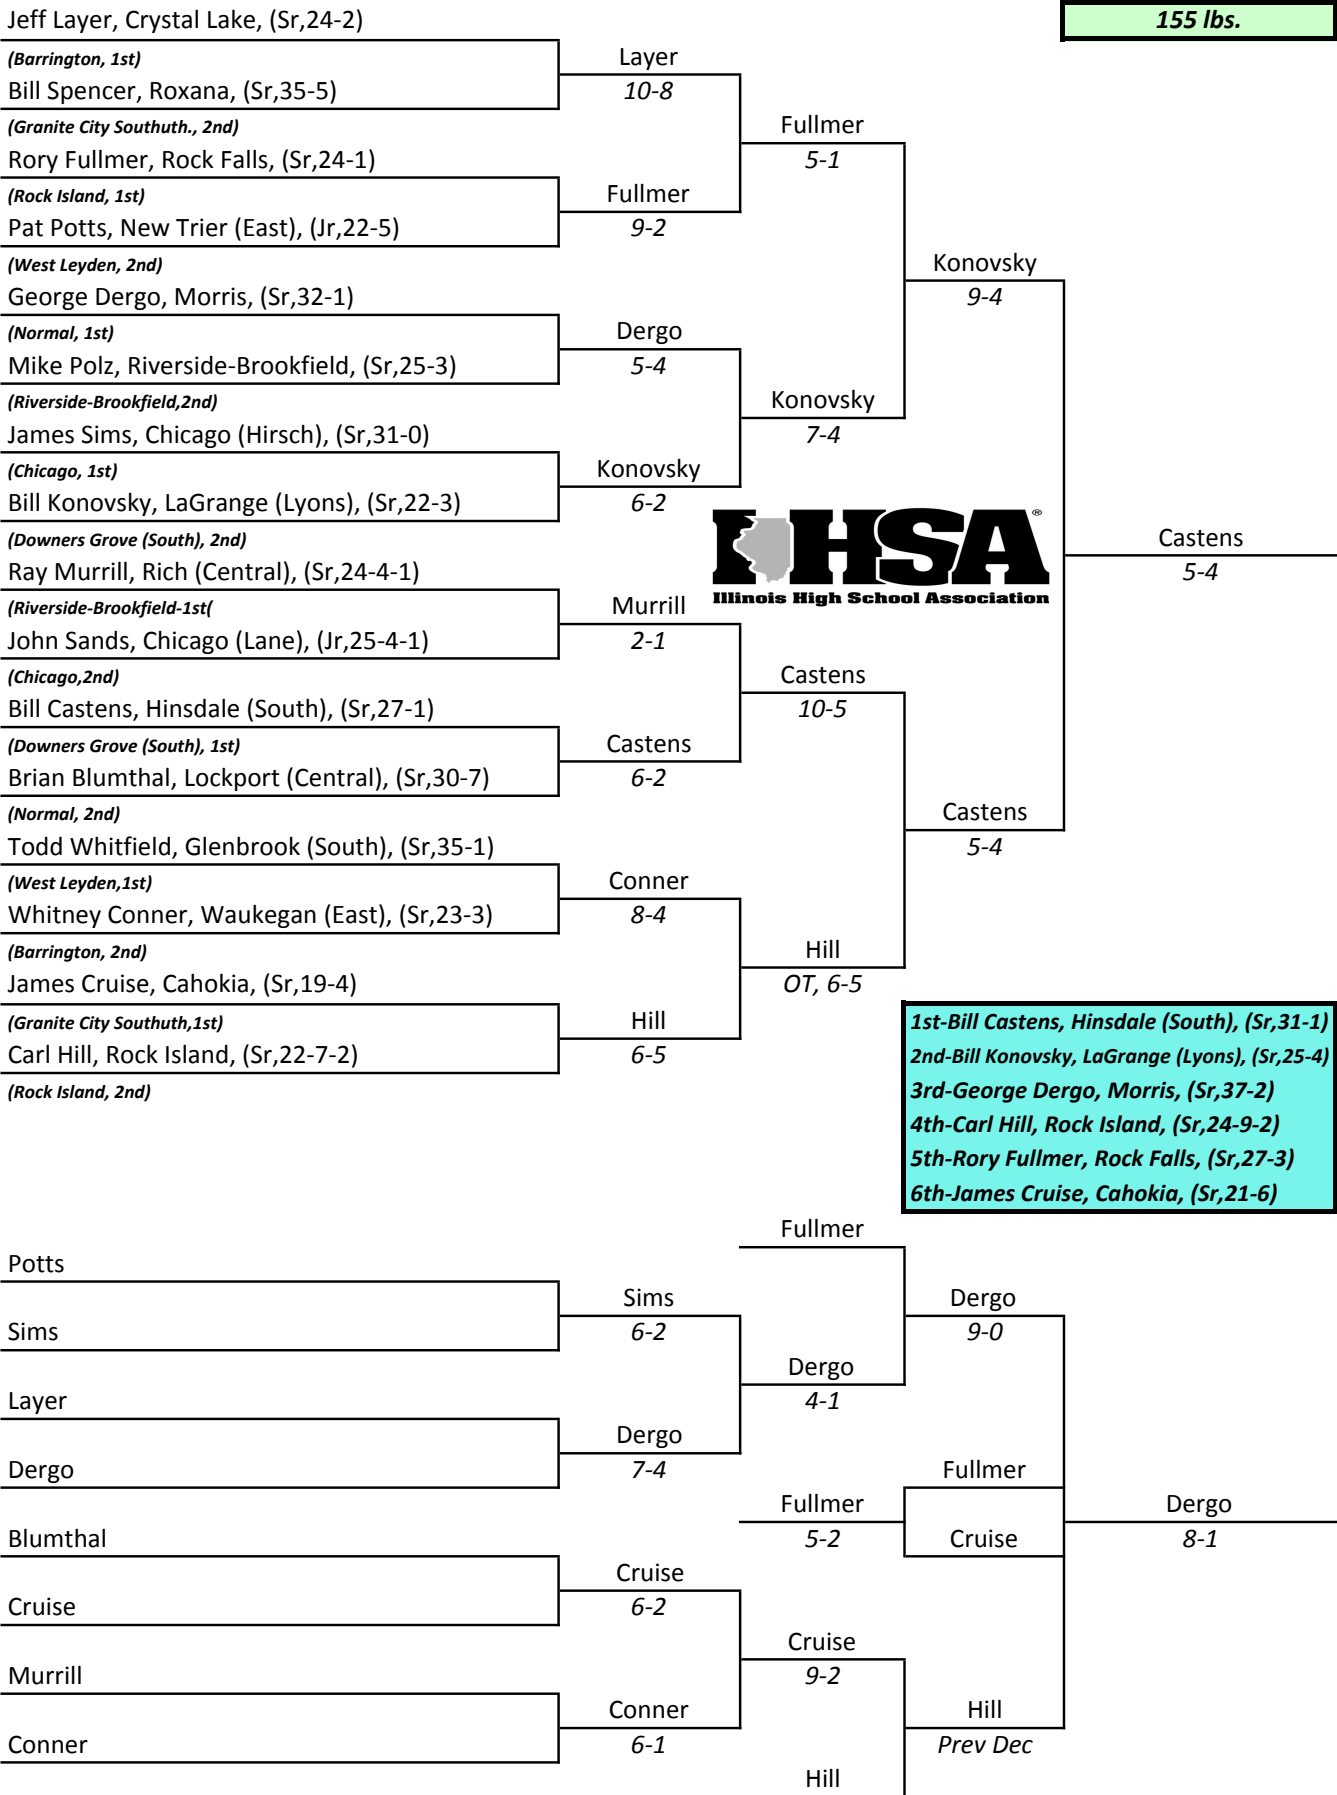 Jeff Layer, Crystal Lake, (Sr,24-2)
155 lbs.
(Barrington, 1st)
Layer
Bill Spencer, Roxana, (Sr,35-5)
10-8
(Granite City Southuth., 2nd)
Fullmer
Rory Fullmer, Rock Falls, (Sr,24-1)
5-1
(Rock Island, 1st)
Fullmer
Pat Potts, New Trier (East), (Jr,22-5)
9-2
(West Leyden, 2nd)
Konovsky
George Dergo, Morris, (Sr,32-1)
9-4
(Normal, 1st)
Dergo
Mike Polz, Riverside-Brookfield, (Sr,25-3)
5-4
(Riverside-Brookfield,2nd)
Konovsky
James Sims, Chicago (Hirsch), (Sr,31-0)
7-4
(Chicago, 1st)
Konovsky
Bill Konovsky, LaGrange (Lyons), (Sr,22-3)
6-2
IHSA®
(Downers Grove (South), 2nd)
Castens
Ray Murrill, Rich (Central), (Sr,24-4-1)
5-4
Illinois High School Association
(Riverside-Brookfield-1st(
Murrill
John Sands, Chicago (Lane), (Jr,25-4-1)
2-1
(Chicago,2nd)
Castens
Bill Castens, Hinsdale (South), (Sr,27-1)
10-5
(Downers Grove (South), 1st)
Castens
Brian Blumthal, Lockport (Central), (Sr,30-7)
6-2
(Normal, 2nd)
Castens
Todd Whitfield, Glenbrook (South), (Sr,35-1)
5-4
(West Leyden,1st)
Conner
Whitney Conner, Waukegan (East), (Sr,23-3)
8-4
(Barrington, 2nd)
Hill
James Cruise, Cahokia, (Sr,19-4)
OT, 6-5
(Granite City Southuth,1st)
Hill
Carl Hill, Rock Island, (Sr,22-7-2)
6-5
(Rock Island, 2nd)
1st-Bill Castens, Hinsdale (South), (Sr,31-1)
2nd-Bill Konovsky, LaGrange (Lyons), (Sr,25-4)
3rd-George Dergo, Morris, (Sr,37-2)
4th-Carl Hill, Rock Island, (Sr,24-9-2)
5th-Rory Fullmer, Rock Falls, (Sr,27-3)
6th-James Cruise, Cahokia, (Sr,21-6)
Fullmer
Potts
Sims
Dergo
Sims
6-2
9-0
Dergo
Layer
4-1
Dergo
Dergo
7-4
Fullmer
Fullmer
Dergo
Blumthal
5-2
Cruise
8-1
Cruise
Cruise
6-2
Cruise
Murrill
9-2
Conner
Hill
Conner
6-1
Prev Dec
Hill